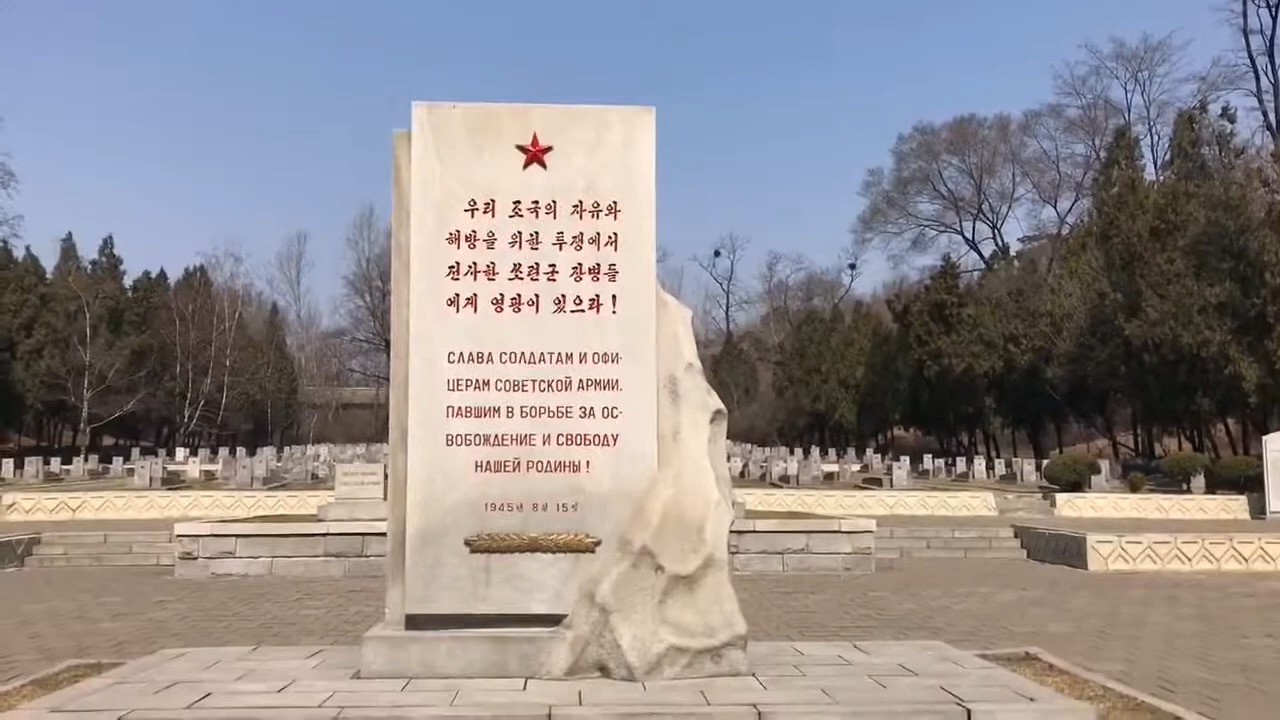 우리 조국의 자유와
해방을 위한 투쟁에서
전사한 쏘련군 장병들
에게 영광이 있으라!
СЛАВА СОЛДАТАМ И ОФИ-
ЦЕРАМ СОВЕТСКОЙ АРМИИ.
ПАВШИМ В БОРЬБЕ ЗА ОС-
ВОБОЖДЕНИЕ И СВОБОДУ
НАШЕЙ РОДИНЫ!
1945년 8월 15일